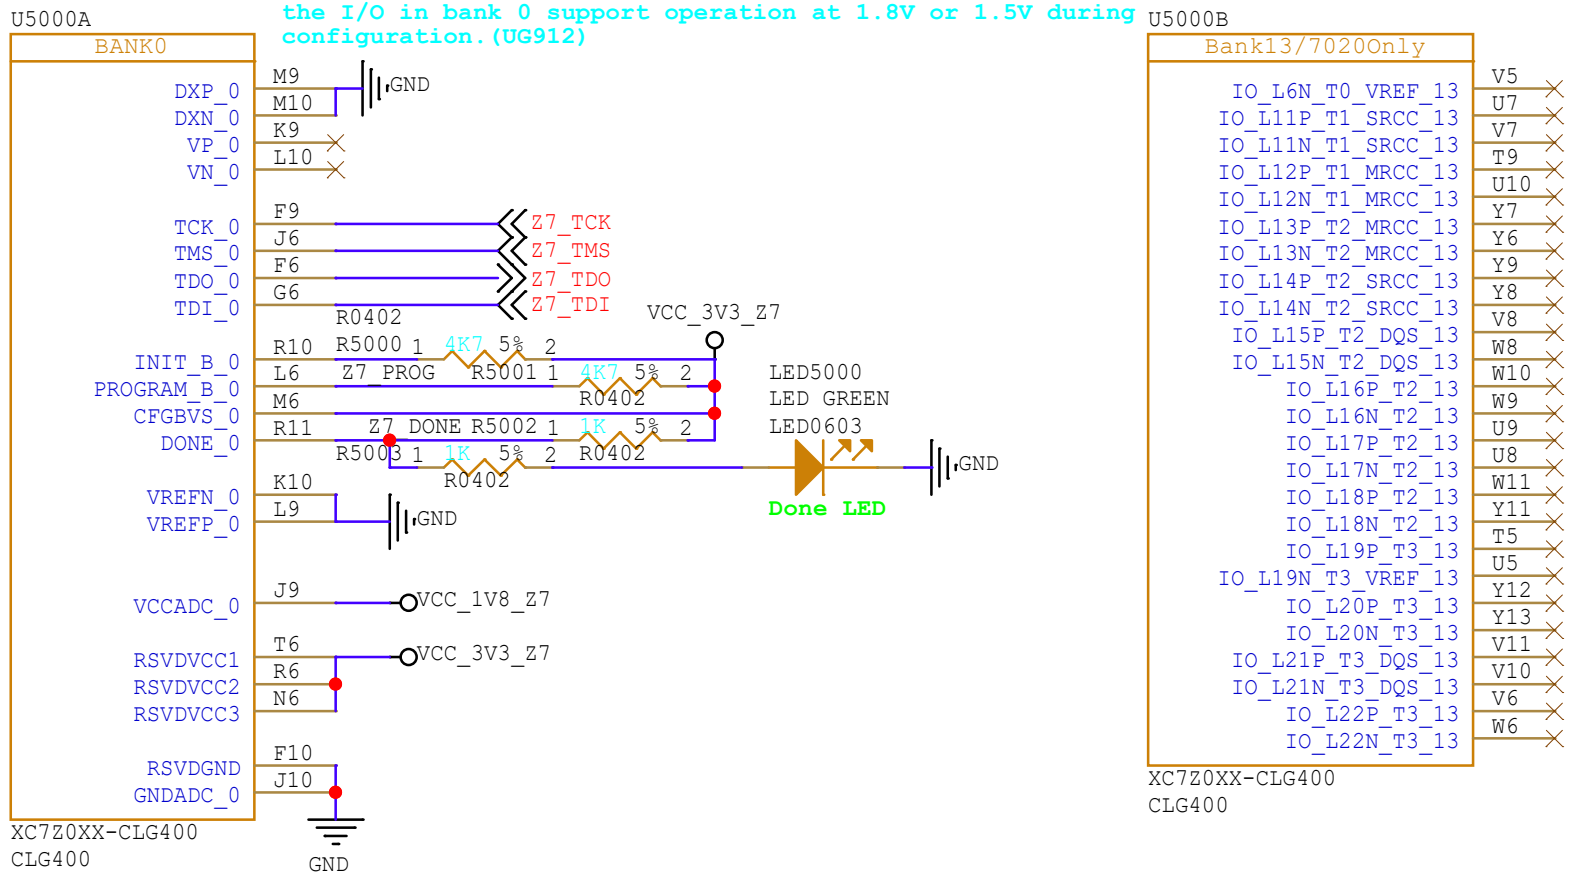 the I/O in bank 0 support operation at 1.8V or 1.5V during
configuration.(UG912)
U5000A
BANK0
DXP_0 M9
GND
DXN_0 M10
VP_0 K9
VN_0 L10
TCK_0 F9 Z7_TCK
TMS_0 J6 Z7_TMS
TDO_0 F6 Z7_TDO
TDI_0 G6 Z7_TDI
R0402
VCC_3V3_Z7
INIT_B_0 R10 R5000 1 4K7 5% 2
PROGRAM_B_0 L6 Z7_PROG R5001 1 4K7 5% 2
R0402
CFGBVS_0 M6
DONE_0 R11 Z7_DONE R5002 1 1K 5% 2
R5003 1 1K 5% 2 R0402
R0402
LED5000
LED GREEN
LED0603
GND
Done LED
VREFN_0 K10
VREFP_0 L9 GND
VCCADC_0 J9 VCC_1V8_Z7
RSVDVCC1 T6 VCC_3V3_Z7
RSVDVCC2 R6
RSVDVCC3 N6
RSVDGND F10
GNDADC_0 J10
GND
XC7Z0XX-CLG400
CLG400
U5000B
Bank13/7020Only
IO_L6N_T0_VREF_13 V5
IO_L11P_T1_SRCC_13 U7
IO_L11N_T1_SRCC_13 V7
IO_L12P_T1_MRCC_13 T9
IO_L12N_T1_MRCC_13 U10
IO_L13P_T2_MRCC_13 Y7
IO_L13N_T2_MRCC_13 Y6
IO_L14P_T2_SRCC_13 Y9
IO_L14N_T2_SRCC_13 Y8
IO_L15P_T2_DQS_13 V8
IO_L15N_T2_DQS_13 W8
IO_L16P_T2_13 W10
IO_L16N_T2_13 W9
IO_L17P_T2_13 U9
IO_L17N_T2_13 U8
IO_L18P_T2_13 W11
IO_L18N_T2_13 Y11
IO_L19P_T3_13 T5
IO_L19N_T3_VREF_13 U5
IO_L20P_T3_13 Y12
IO_L20N_T3_13 Y13
IO_L21P_T3_DQS_13 V11
IO_L21N_T3_DQS_13 V10
IO_L22P_T3_13 V6
IO_L22N_T3_13 W6
XC7Z0XX-CLG400
CLG400